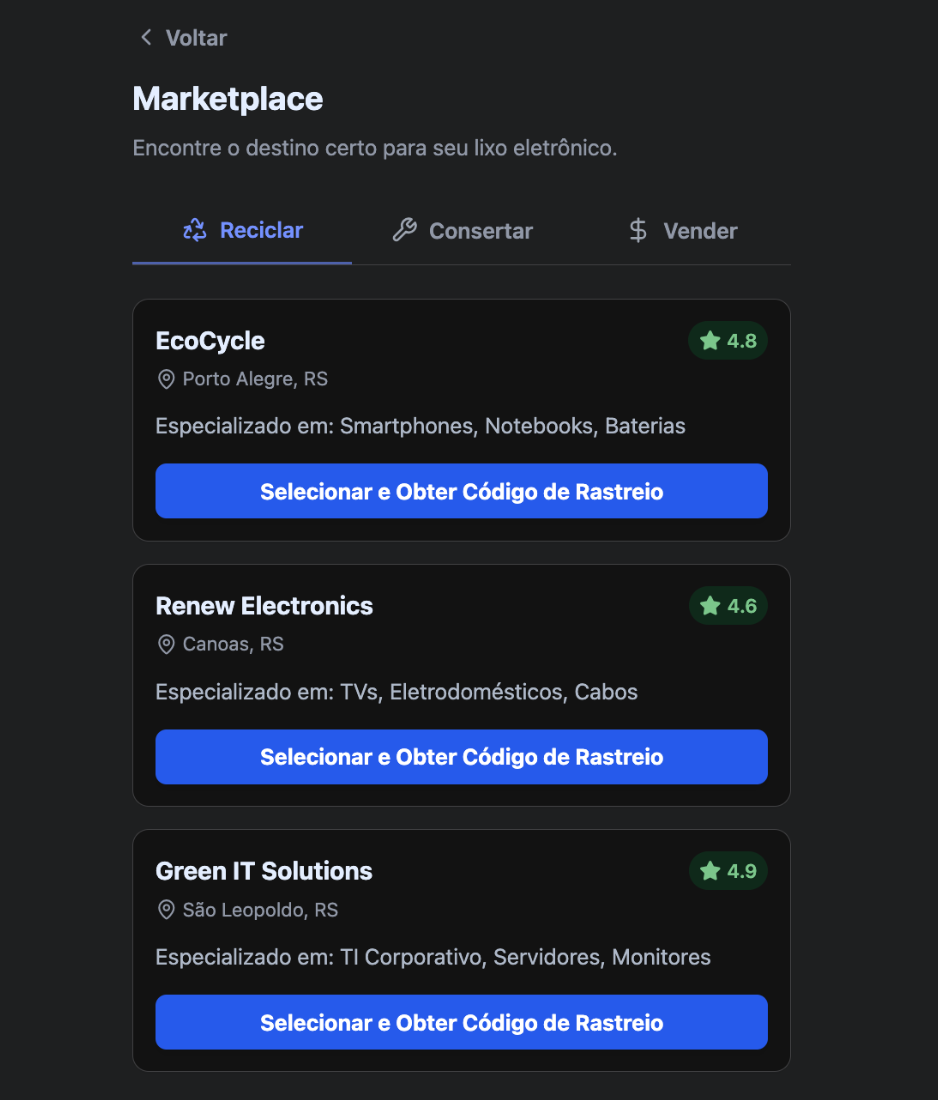 Voltar
Marketplace
Encontre o destino certo para seu lixo eletrônico.
Reciclar Consertar Vender
EcoCycle 4.8
Porto Alegre, RS
Especializado em: Smartphones, Notebooks, Baterias
Selecionar e Obter Código de Rastreio
Renew Electronics 4.6
Canoas, RS
Especializado em: TVs, Eletrodomésticos, Cabos
Selecionar e Obter Código de Rastreio
Green IT Solutions 4.9
São Leopoldo, RS
Especializado em: TI Corporativo, Servidores, Monitores
Selecionar e Obter Código de Rastreio